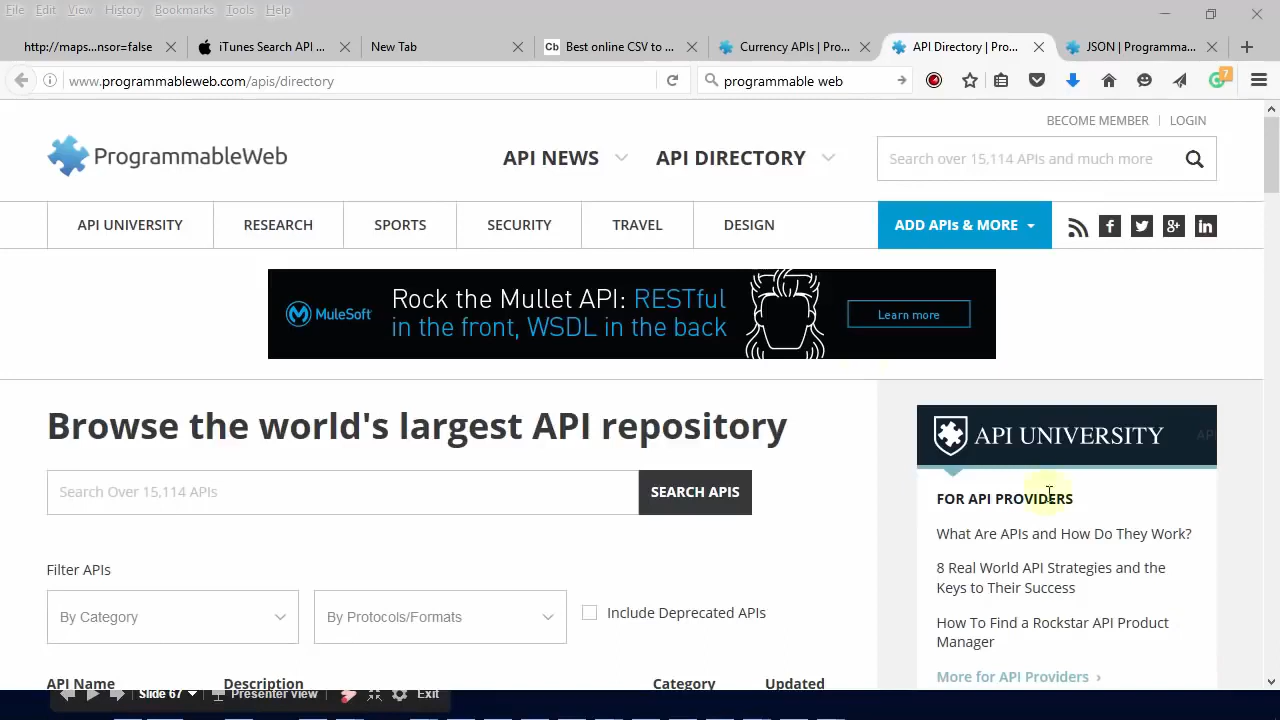 File Edit View History Bookmarks Tools Help
http://maps....nsor=false
iTunes Search API ...
New Tab
Cb Best online CSV to ...
Currency APIs | Pro...
API Directory | Pro...
JSON | Programma...
www.programmableweb.com/apis/directory
programmable web
7
BECOME MEMBER | LOGIN
ProgrammableWeb
API NEWS
API DIRECTORY
Search over 15,114 APIs and much more
API UNIVERSITY
RESEARCH
SPORTS
SECURITY
TRAVEL
DESIGN
ADD APIs & MORE
MuleSoft
Rock the Mullet API: RESTful
in the front, WSDL in the back
Learn more
Browse the world's largest API repository
Search Over 15,114 APIs
SEARCH APIS
Filter APIs
By Category
By Protocols/Formats
Include Deprecated APIs
API Name
Description
Category
Updated
API UNIVERSITY
API
FOR API PROVIDERS
What Are APIs and How Do They Work?
8 Real World API Strategies and the
Keys to Their Success
How To Find a Rockstar API Product
Manager
More for API Providers ›
Slide 67
Presenter View
Exit